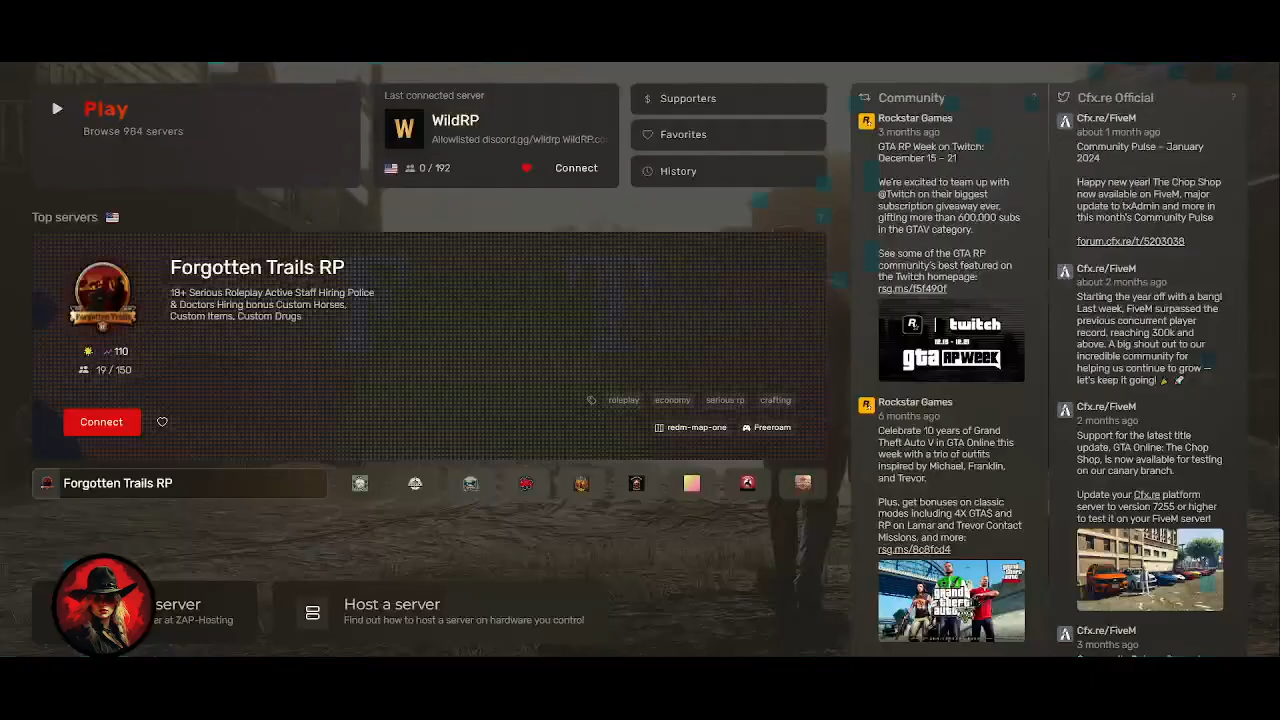 Play
Browse 984 servers
Last connected server
W
WildRP
Allowlisted discord.gg/wildrp WildRP.co
0 / 192
Connect
Supporters
Favorites
History
Top servers
Forgotten Trails RP
18+ Serious Roleplay Active Staff Hiring Police
& Doctors Hiring bonus Custom Horses,
Custom Items, Custom Drugs
Forgotten Trails
110
19 / 150
Connect
roleplay
economy
serious rp
crafting
redm-map-one
Freeroam
Forgotten Trails RP
server
er at ZAP-Hosting
Host a server
Find out how to host a server on hardware you control
Community
?
Rockstar Games
3 months ago
GTA RP Week on Twitch:
December 15 – 21
We're excited to team up with
@Twitch on their biggest
subscription giveaway ever,
gifting more than 600,000 subs
in the GTAV category.
See some of the GTA RP
community's best featured on
the Twitch homepage:
rsg.ms/f5f490f
R* | twitch
12.15 - 12.21
gta RP WEEK
Rockstar Games
6 months ago
Celebrate 10 years of Grand
Theft Auto V in GTA Online this
week with a trio of outfits
inspired by Michael, Franklin,
and Trevor.
Plus, get bonuses on classic
modes including 4X GTA$ and
RP on Lamar and Trevor Contact
Missions, and more:
rsg.ms/8c8fcd4
grand
theft
auto
Cfx.re Official
?
Cfx.re/FiveM
about 1 month ago
Community Pulse – January
2024
Happy new year! The Chop Shop
now available on FiveM, major
update to txAdmin and more in
this month's Community Pulse
forum.cfx.re/t/5203038
Cfx.re/FiveM
about 2 months ago
Starting the year off with a bang!
Last week, FiveM surpassed the
previous concurrent player
record, reaching 300k and
above. A big shout out to our
incredible community for
helping us continue to grow —
let's keep it going! 🎉 🚀
Cfx.re/FiveM
2 months ago
Support for the latest title
update, GTA Online: The Chop
Shop, is now available for testing
on our canary branch.
Update your Cfx.re platform
server to version 7255 or higher
to test it on your FiveM server!
Cfx.re/FiveM
3 months ago